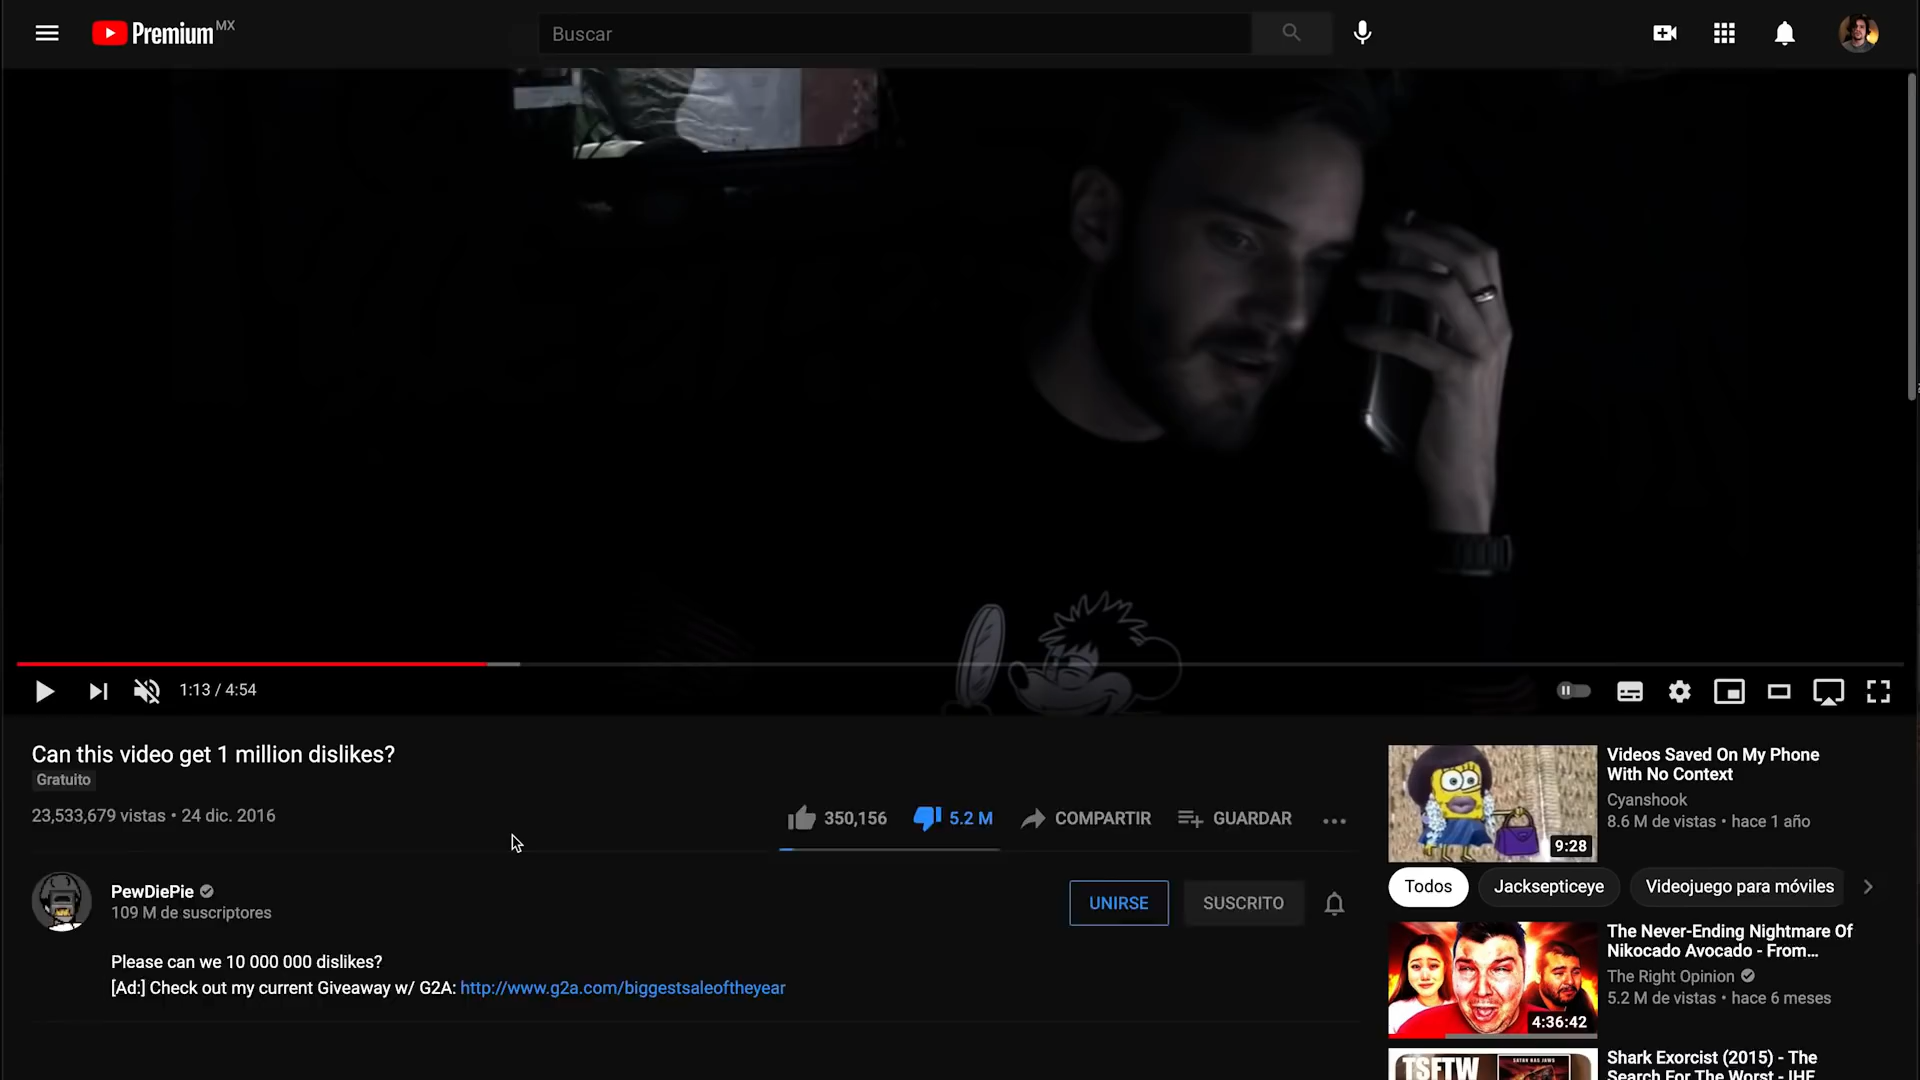 Premium MX
Buscar
1:13 / 4:54
Can this video get 1 million dislikes?
Gratuito
23,533,679 vistas • 24 dic. 2016
350,156
5.2 M
COMPARTIR
GUARDAR
PewDiePie
109 M de suscriptores
UNIRSE
SUSCRITO
Please can we 10 000 000 dislikes?
[Ad:] Check out my current Giveaway w/ G2A: http://www.g2a.com/biggestsaleoftheyear
9:28
Videos Saved On My Phone
With No Context
Cyanshook
8.6 M de vistas • hace 1 año
Todos
Jacksepticeye
Videojuego para móviles
4:36:42
The Never-Ending Nightmare Of
Nikocado Avocado - From...
The Right Opinion
5.2 M de vistas • hace 6 meses
TSFTW
Shark Exorcist (2015) - The
Search For The Worst - IHE